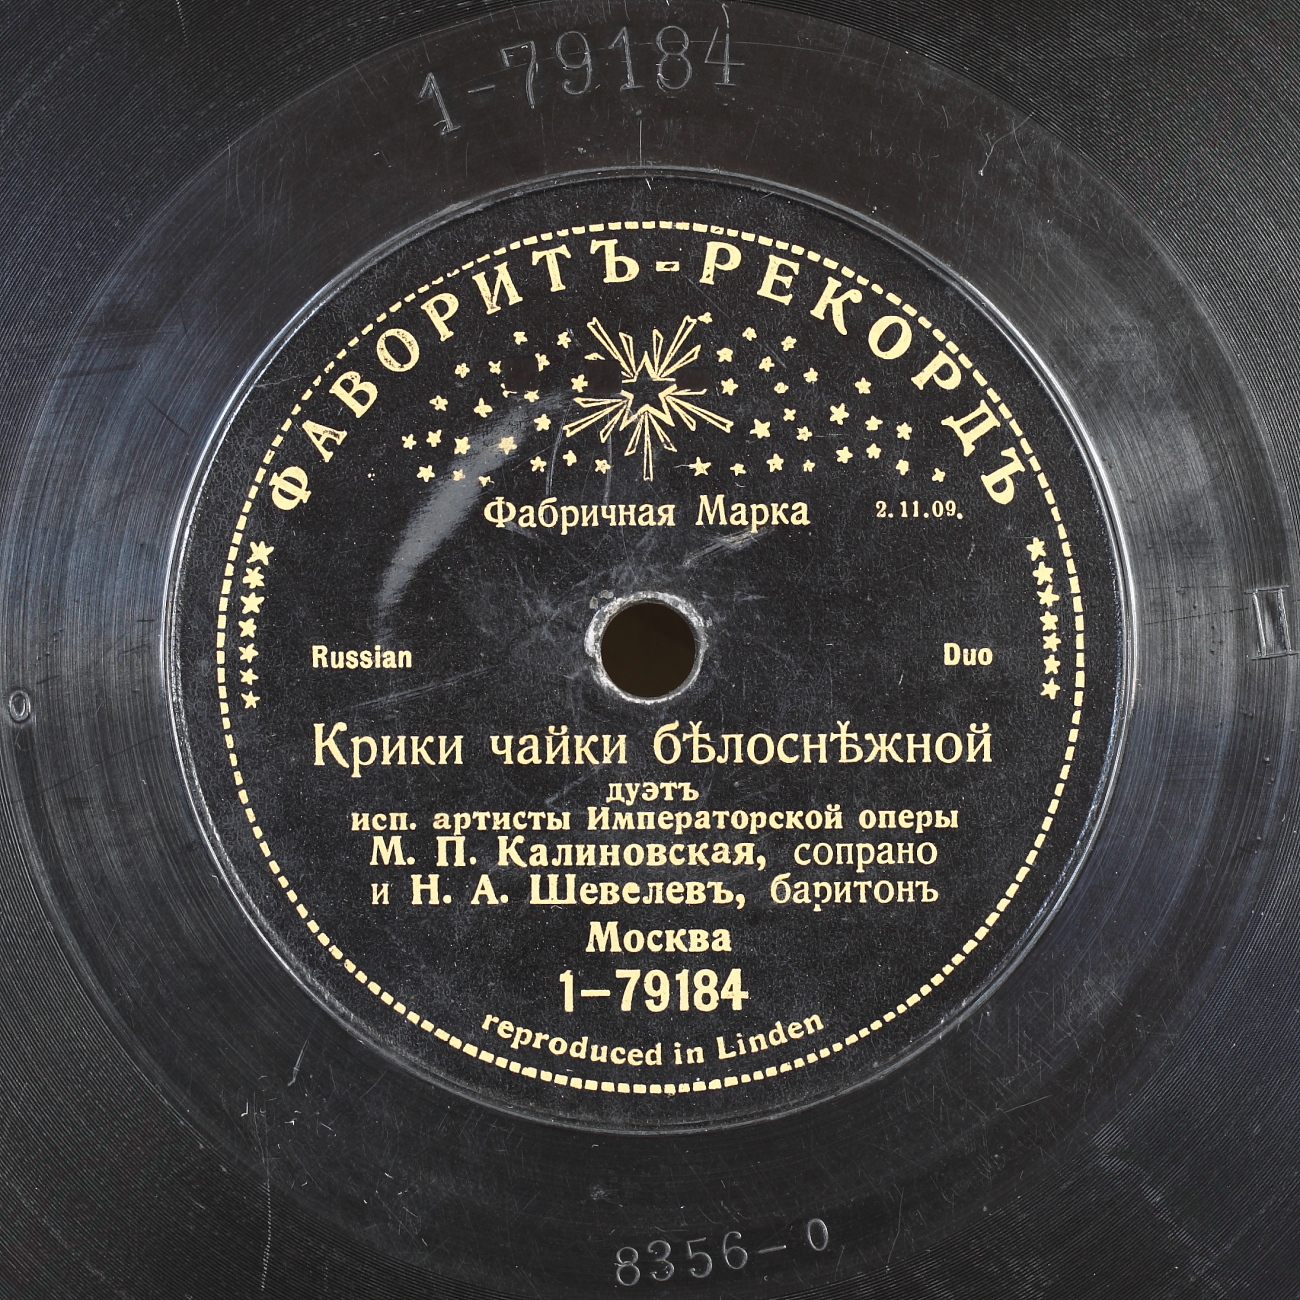 1-79184
ФАВОРИТЪ-РЕКОРДЪ
Фабричная Марка
2.11.09.
Russian
Duo
Крики чайки бѣлоснѣжной
дуэтъ
исп. артисты Императорской оперы
М. П. Калиновская, сопрано
и Н. А. Шевелевъ, баритонъ
Москва
1-79184
reproduced in Linden
8356-0
О
П